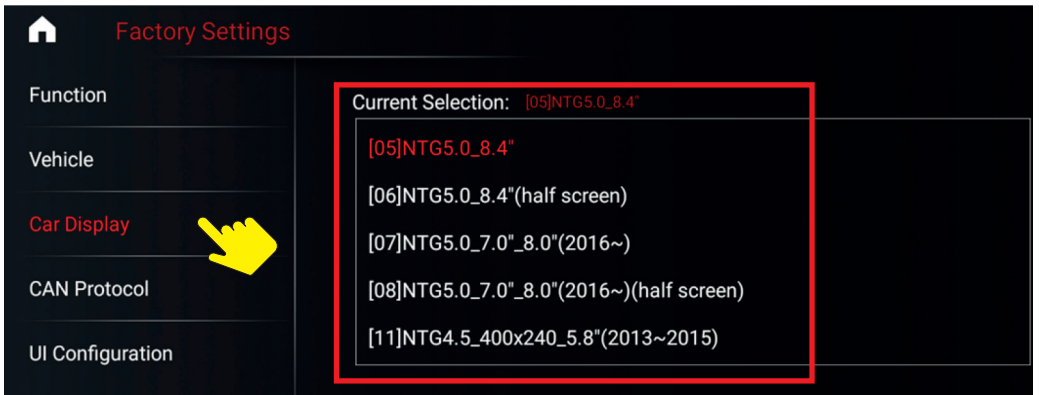 Factory Settings
Function
Vehicle
Car Display
CAN Protocol
UI Configuration
Current Selection: [05]NTG5.0_8.4"
[05]NTG5.0_8.4"
[06]NTG5.0_8.4"(half screen)
[07]NTG5.0_7.0"_8.0"(2016~)
[08]NTG5.0_7.0"_8.0"(2016~)(half screen)
[11]NTG4.5_400x240_5.8"(2013~2015)